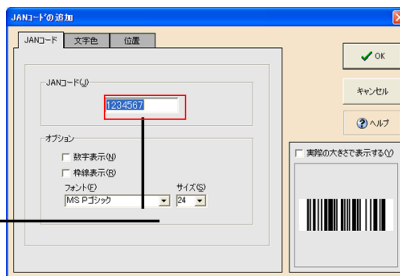 JANコードの追加
JANコード 文字色 位置
JANコード(J)
1234567
オプション
数字表示(N)
枠線表示(R)
フォント(F) サイズ(S)
MS Pゴシック 24
OK
キャンセル
ヘルプ
実際の大きさで表示する(Y)